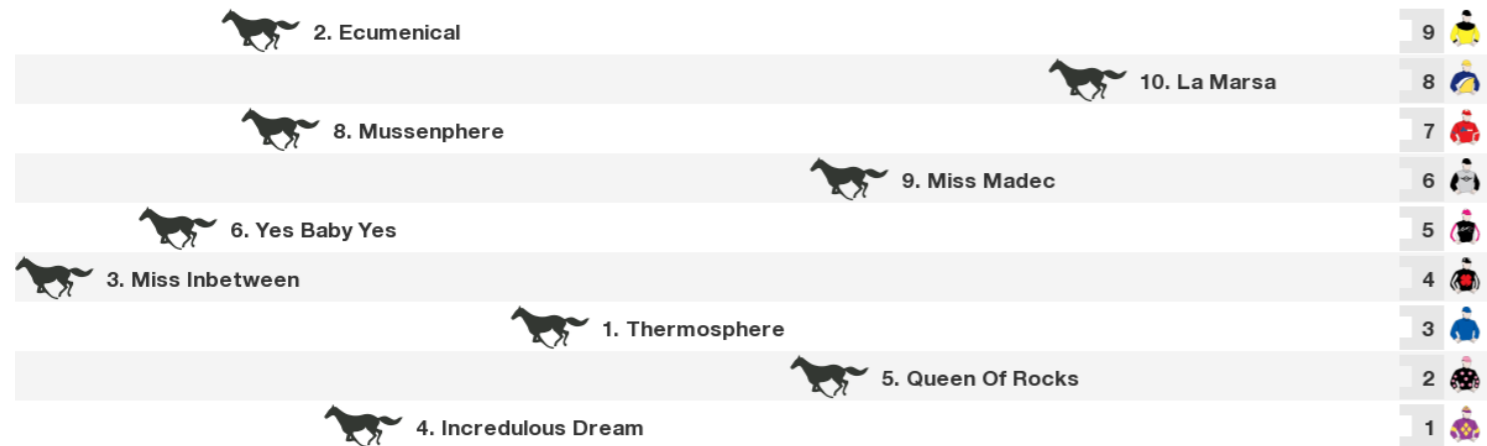 2. Ecumenical 9
10. La Marsa 8
8. Mussenphere 7
9. Miss Madec 6
6. Yes Baby Yes 5
3. Miss Inbetween 4
1. Thermosphere 3
5. Queen Of Rocks 2
4. Incredulous Dream 1